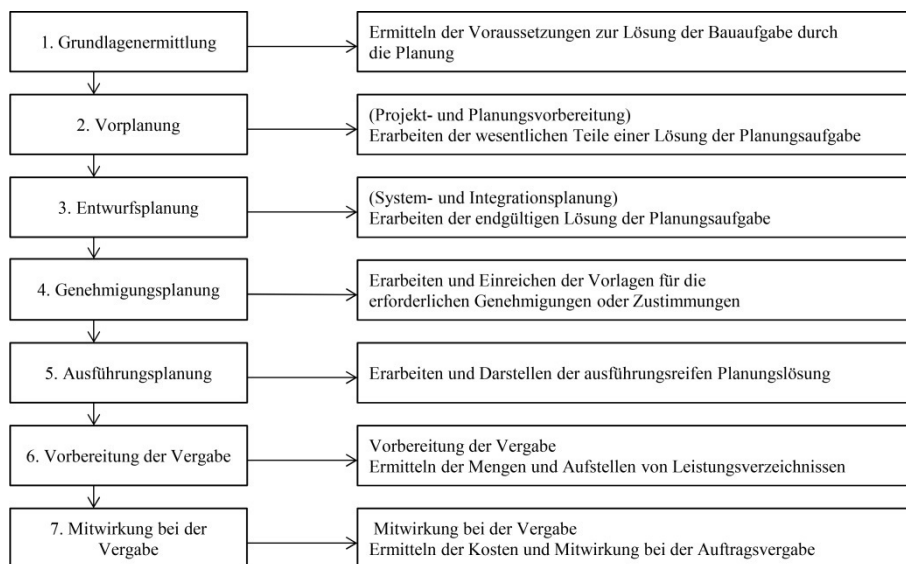 1. Grundlagenermittlung
Ermitteln der Voraussetzungen zur Lösung der Bauaufgabe durch
die Planung
2. Vorplanung
(Projekt- und Planungsvorbereitung)
Erarbeiten der wesentlichen Teile einer Lösung der Planungsaufgabe
3. Entwurfsplanung
(System- und Integrationsplanung)
Erarbeiten der endgültigen Lösung der Planungsaufgabe
4. Genehmigungsplanung
Erarbeiten und Einreichen der Vorlagen für die
erforderlichen Genehmigungen oder Zustimmungen
5. Ausführungsplanung
Erarbeiten und Darstellen der ausführungsreifen Planungslösung
6. Vorbereitung der Vergabe
Vorbereitung der Vergabe
Ermitteln der Mengen und Aufstellen von Leistungsverzeichnissen
7. Mitwirkung bei der
Vergabe
Mitwirkung bei der Vergabe
Ermitteln der Kosten und Mitwirkung bei der Auftragsvergabe